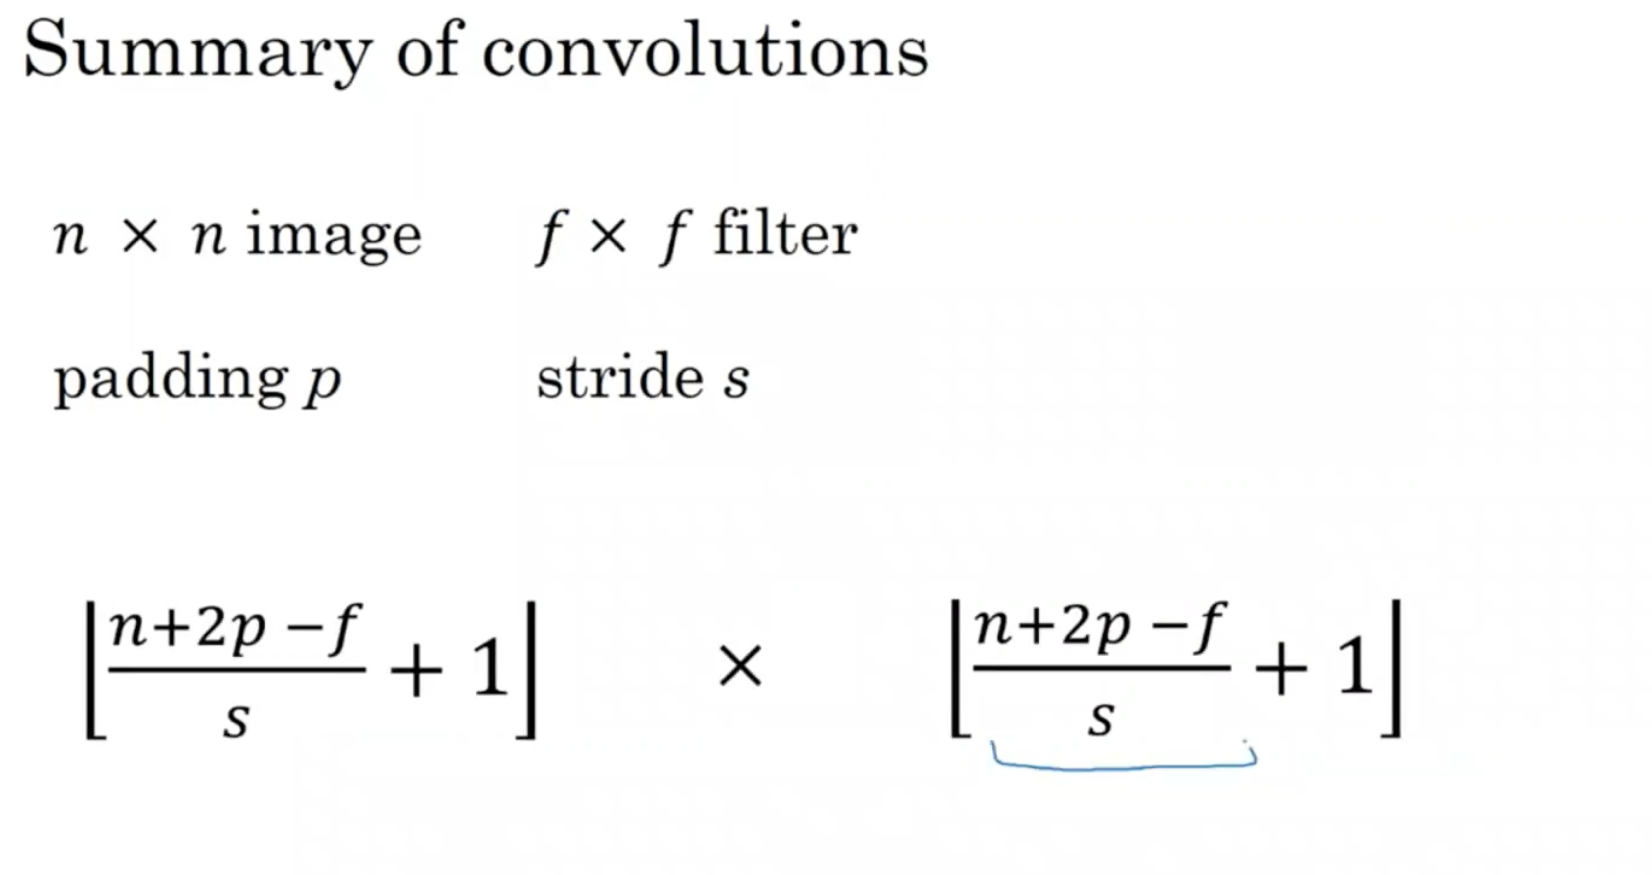 Summary of convolutions
n × n image f × f filter
padding p stride s
⌊(n+2p−f)/s + 1⌋ × ⌊(n+2p−f)/s + 1⌋